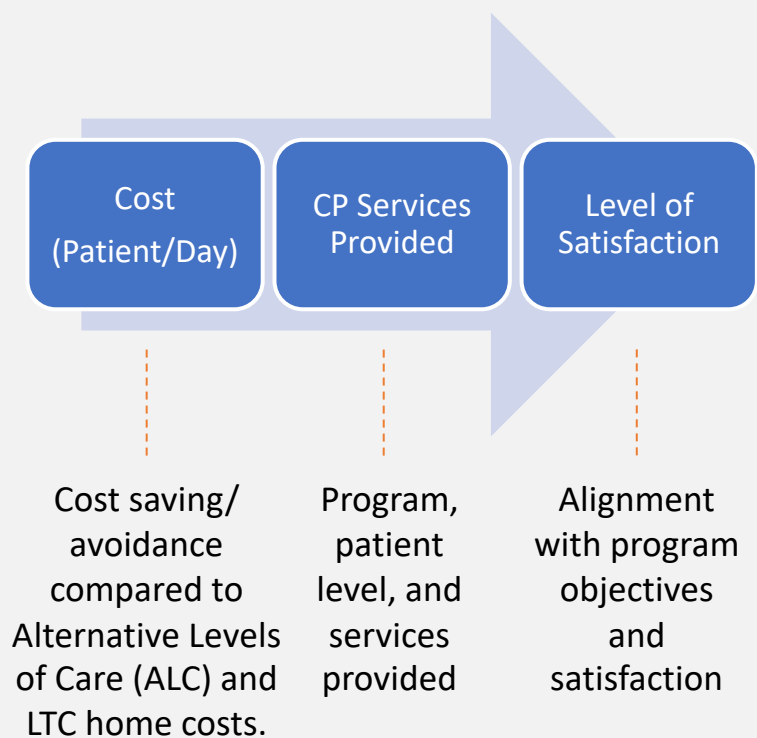 Cost
(Patient/Day)
CP Services
Provided
Level of
Satisfaction
Cost saving/
avoidance
compared to
Alternative Levels
of Care (ALC) and
LTC home costs.
Program,
patient
level, and
services
provided
Alignment
with program
objectives
and
satisfaction